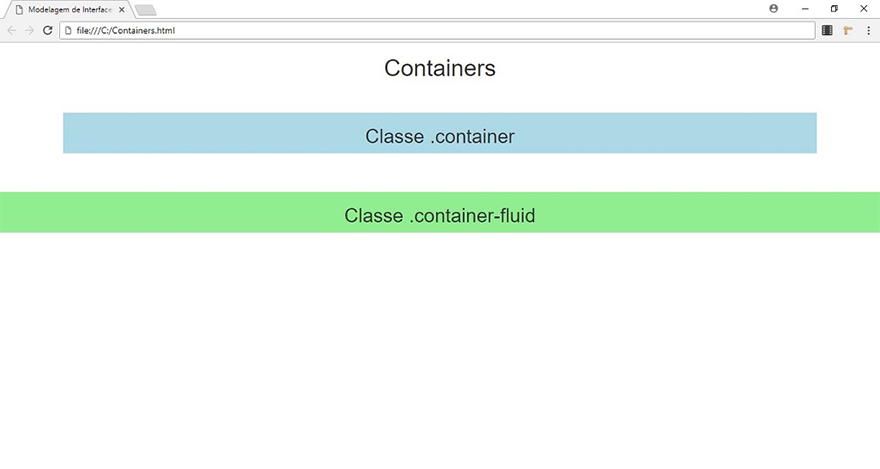 Modelagem de Interface
file:///C:/Containers.html
Containers
Classe .container
Classe .container-fluid